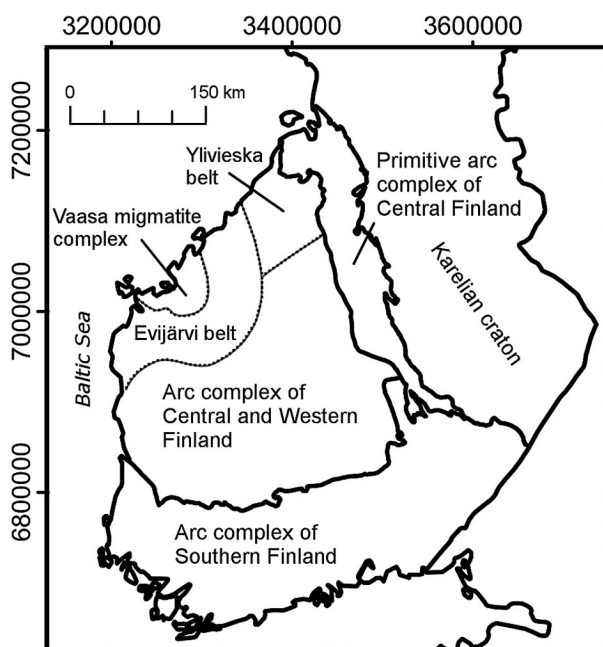 3200000 3400000 3600000
0 150 km
7200000
7000000
6800000
Ylivieska
belt
Primitive arc
complex of
Central Finland
Vaasa migmatite
complex
Karelian craton
Evijärvi belt
Baltic Sea
Arc complex of
Central and Western
Finland
Arc complex of
Southern Finland